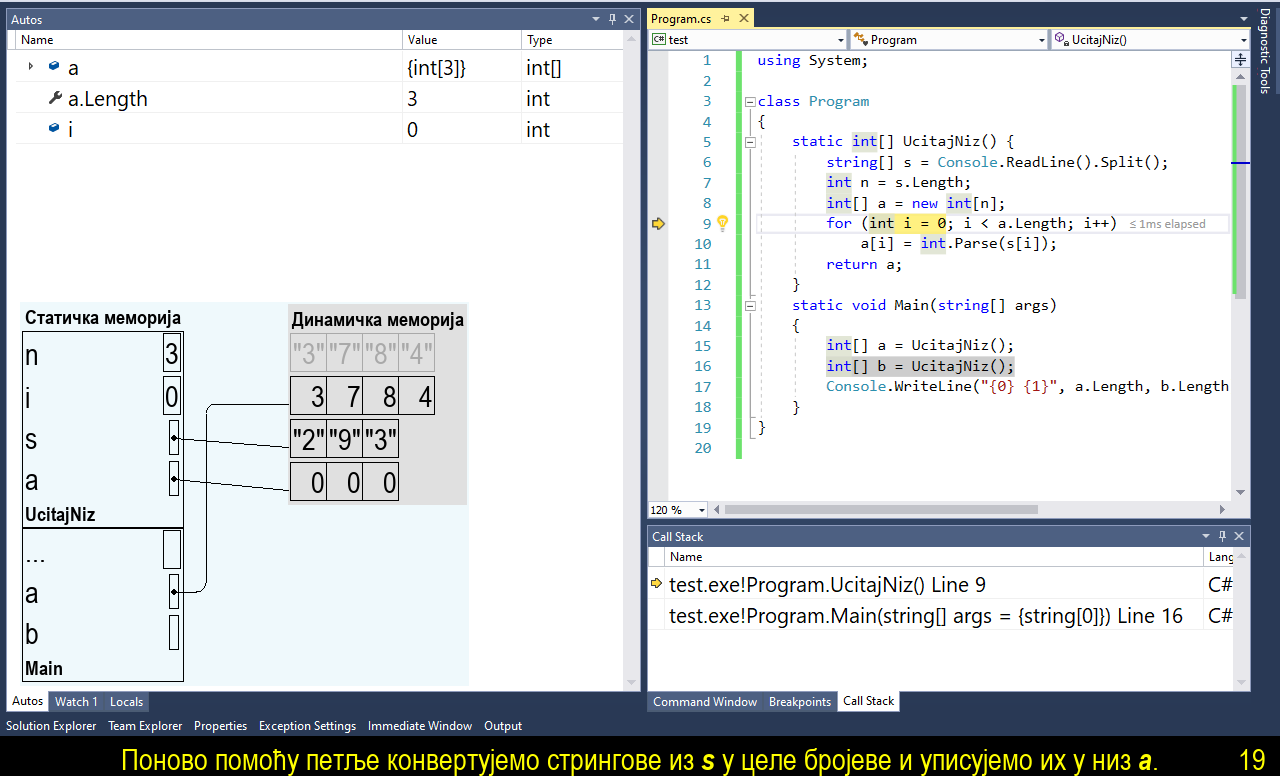 Autos
Name Value Type
a {int[3]} int[]
a.Length 3 int
i 0 int
Статичка меморија
n 3
i 0
s
a
UcitajNiz
...
a
b
Main
Динамичка меморија
"3" "7" "8" "4"
3 7 8 4
"2" "9" "3"
0 0 0
Autos Watch 1 Locals
Program.cs
C# test Program UcitajNiz()
1 using System;
2
3 class Program
4 {
5 static int[] UcitajNiz() {
6 string[] s = Console.ReadLine().Split();
7 int n = s.Length;
8 int[] a = new int[n];
9 for (int i = 0; i < a.Length; i++) ≤ 1ms elapsed
10 a[i] = int.Parse(s[i]);
11 return a;
12 }
13 static void Main(string[] args)
14 {
15 int[] a = UcitajNiz();
16 int[] b = UcitajNiz();
17 Console.WriteLine("{0} {1}", a.Length, b.Length
18 }
19 }
20
120 %
Call Stack
Name Lang
test.exe!Program.UcitajNiz() Line 9 C#
test.exe!Program.Main(string[] args = {string[0]}) Line 16 C#
Command Window Breakpoints Call Stack
Diagnostic Tools
Solution Explorer Team Explorer Properties Exception Settings Immediate Window Output
Поново помоћу петље конвертујемо стрингове из s у целе бројеве и уписујемо их у низ a. 19